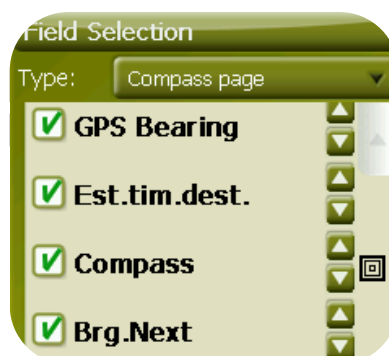 Field Selection
Type: Compass page
GPS Bearing
Est.tim.dest.
Compass
Brg.Next